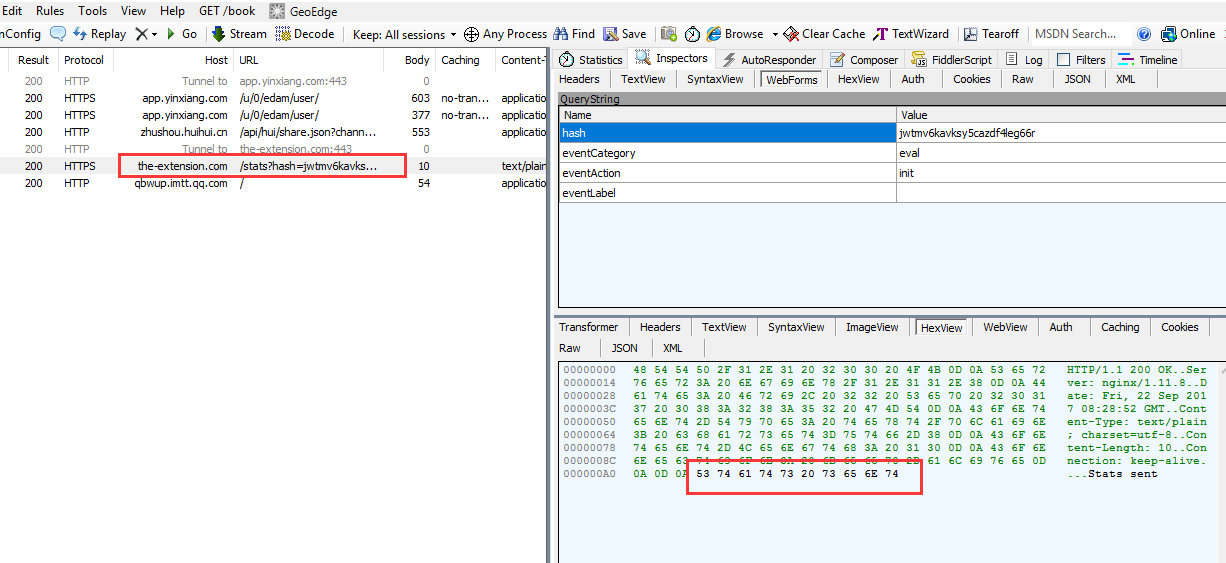 Edit Rules Tools View Help GET /book GeoEdge
nConfig Replay Go Stream Decode Keep: All sessions Any Process Find Save Browse Clear Cache TextWizard Tearoff MSDN Search... Online
Result Protocol Host URL Body Caching Content-T
200 HTTP Tunnel to app.yinxiang.com:443 0
200 HTTPS app.yinxiang.com /u/0/edam/user/ 603 no-tran... applicatio
200 HTTPS app.yinxiang.com /u/0/edam/user/ 377 no-tran... applicatio
200 HTTP zhushou.huihui.cn /api/hui/share.json?chann... 553 applicatio
200 HTTP Tunnel to the-extension.com:443 0
200 HTTPS the-extension.com /stats?hash=jwtmv6kavks... 10 text/plain
200 HTTP qbwup.imtt.qq.com / 54 applicatio
Statistics Inspectors AutoResponder Composer FiddlerScript Log Filters Timeline
Headers TextView SyntaxView WebForms HexView Auth Cookies Raw JSON XML
QueryString
Name Value
hash jwtmv6kavksy5cazdf4leg66r
eventCategory eval
eventAction init
eventLabel
Transformer Headers TextView SyntaxView ImageView HexView WebView Auth Caching Cookies
Raw JSON XML
00000000 48 54 54 50 2F 31 2E 31 20 32 30 30 20 4F 4B 0D 0A 53 65 72 HTTP/1.1 200 OK..Ser
00000014 76 65 72 3A 20 6E 67 69 6E 78 2F 31 2E 31 31 2E 38 0D 0A 44 ver: nginx/1.11.8..D
00000028 61 74 65 3A 20 46 72 69 2C 20 32 32 20 53 65 70 20 32 30 31 ate: Fri, 22 Sep 201
0000003C 37 20 30 38 3A 32 38 3A 35 32 20 47 4D 54 0D 0A 43 6F 6E 74 7 08:28:52 GMT..Cont
00000050 65 6E 74 2D 54 79 70 65 3A 20 74 65 78 74 2F 70 6C 61 69 6E ent-Type: text/plain
00000064 3B 20 63 68 61 72 73 65 74 3D 75 74 66 2D 38 0D 0A 43 6F 6E ; charset=utf-8..Con
00000078 74 65 6E 74 2D 4C 65 6E 67 74 68 3A 20 31 30 0D 0A 43 6F 6E tent-Length: 10..Con
0000008C 6E 65 63 74 69 6F 6E 3A 20 6B 65 65 70 2D 61 6C 69 76 65 0D nection: keep-alive.
000000A0 0A 0D 0A 53 74 61 74 73 20 73 65 6E 74 ...Stats sent